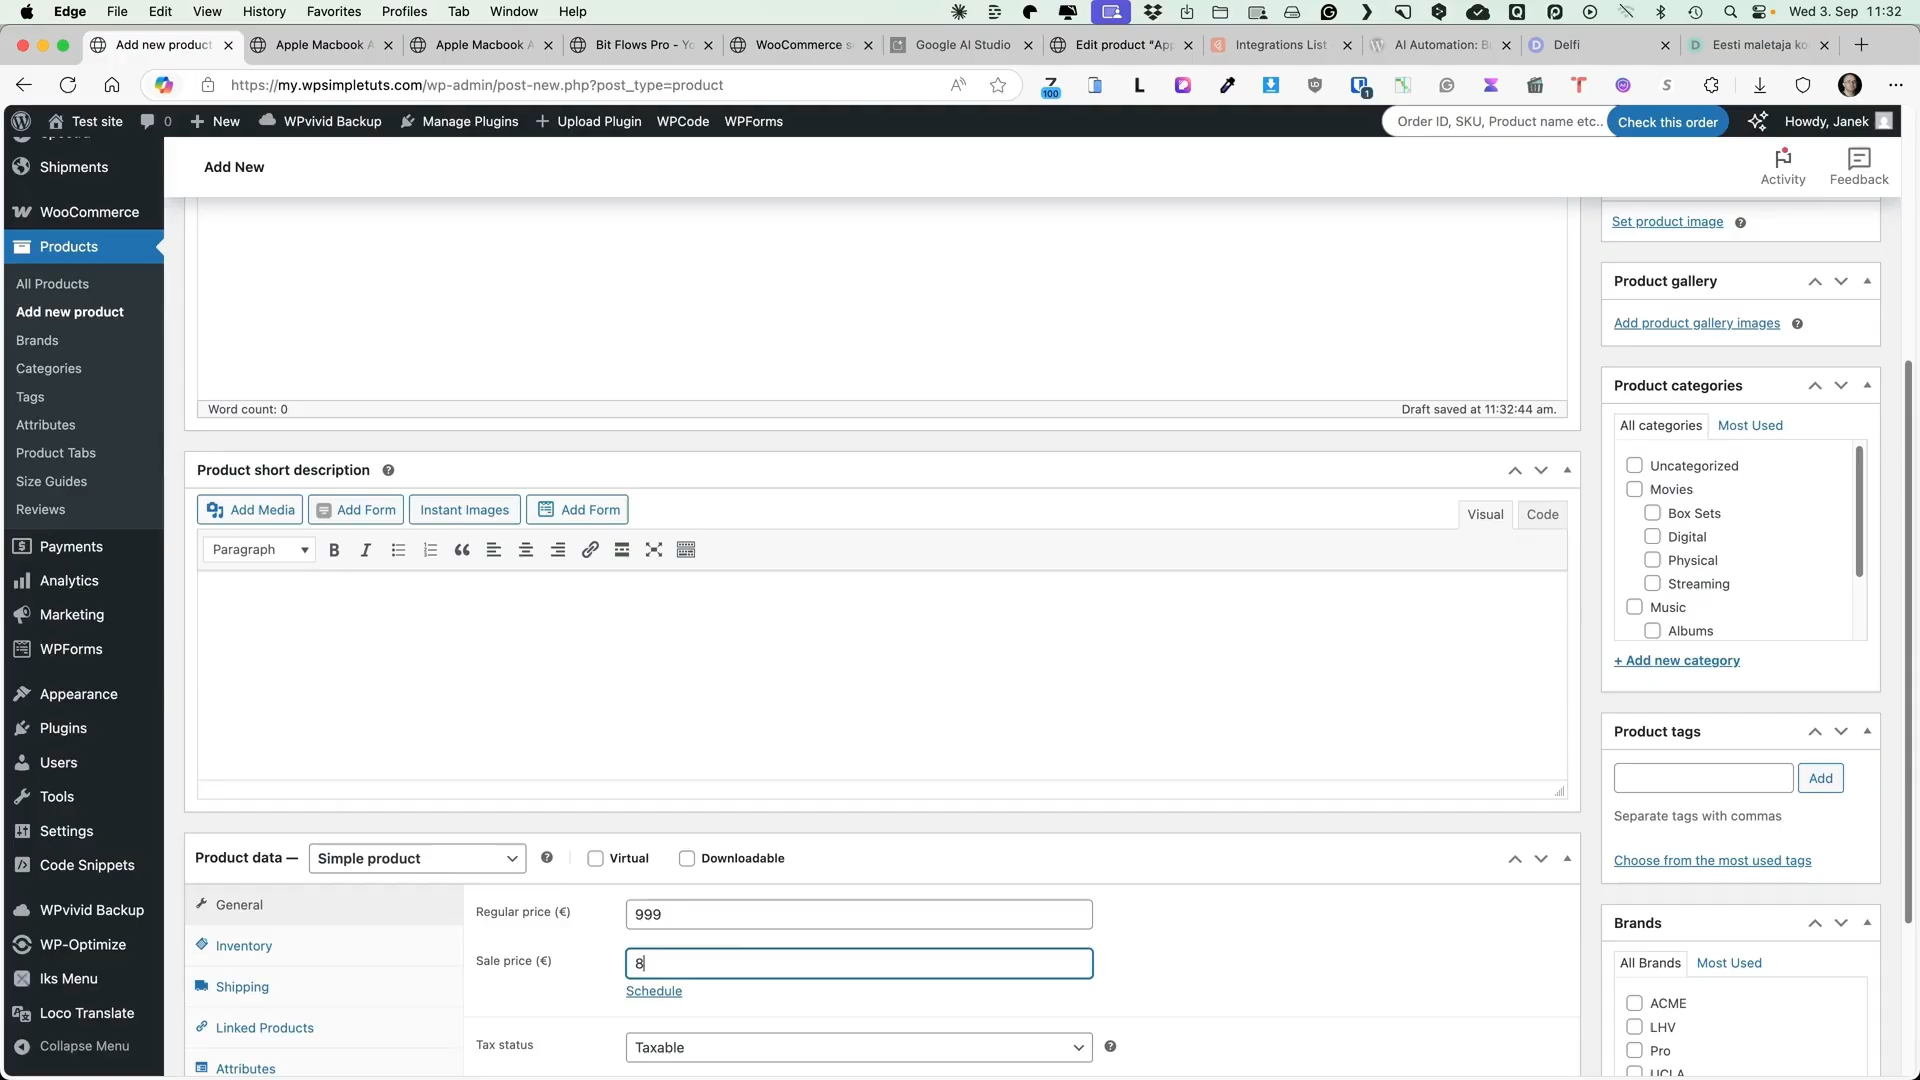 Edge File Edit View History Favorites Profiles Tab Window Help Wed 3. Sep 11:32
Add new product Apple Macbook A Apple Macbook A Bit Flows Pro - Yo WooCommerce s Google AI Studio Edit product “App Integrations List AI Automation: B Delfi Eesti maletaja ko
https://my.wpsimpletuts.com/wp-admin/post-new.php?post_type=product
100 1
Test site 0 New WPvivid Backup Manage Plugins Upload Plugin WPCode WPForms Order ID, SKU, Product name etc.. Check this order Howdy, Janek
Shipments
WooCommerce
Products
All Products
Add new product
Brands
Categories
Tags
Attributes
Product Tabs
Size Guides
Reviews
Payments
Analytics
Marketing
WPForms
Appearance
Plugins
Users
Tools
Settings
Code Snippets
WPvivid Backup
WP-Optimize
Iks Menu
Loco Translate
Collapse Menu
Add New
Activity
Feedback
Word count: 0
Draft saved at 11:32:44 am.
Product short description
Add Media Add Form Instant Images Add Form
Visual Code
Paragraph
Product data — Simple product Virtual Downloadable
General
Inventory
Shipping
Linked Products
Attributes
Regular price (€) 999
Sale price (€) 8
Schedule
Tax status Taxable
Set product image
Product gallery
Add product gallery images
Product categories
All categories Most Used
Uncategorized
Movies
Box Sets
Digital
Physical
Streaming
Music
Albums
+ Add new category
Product tags
Add
Separate tags with commas
Choose from the most used tags
Brands
All Brands Most Used
ACME
LHV
Pro
UCLA